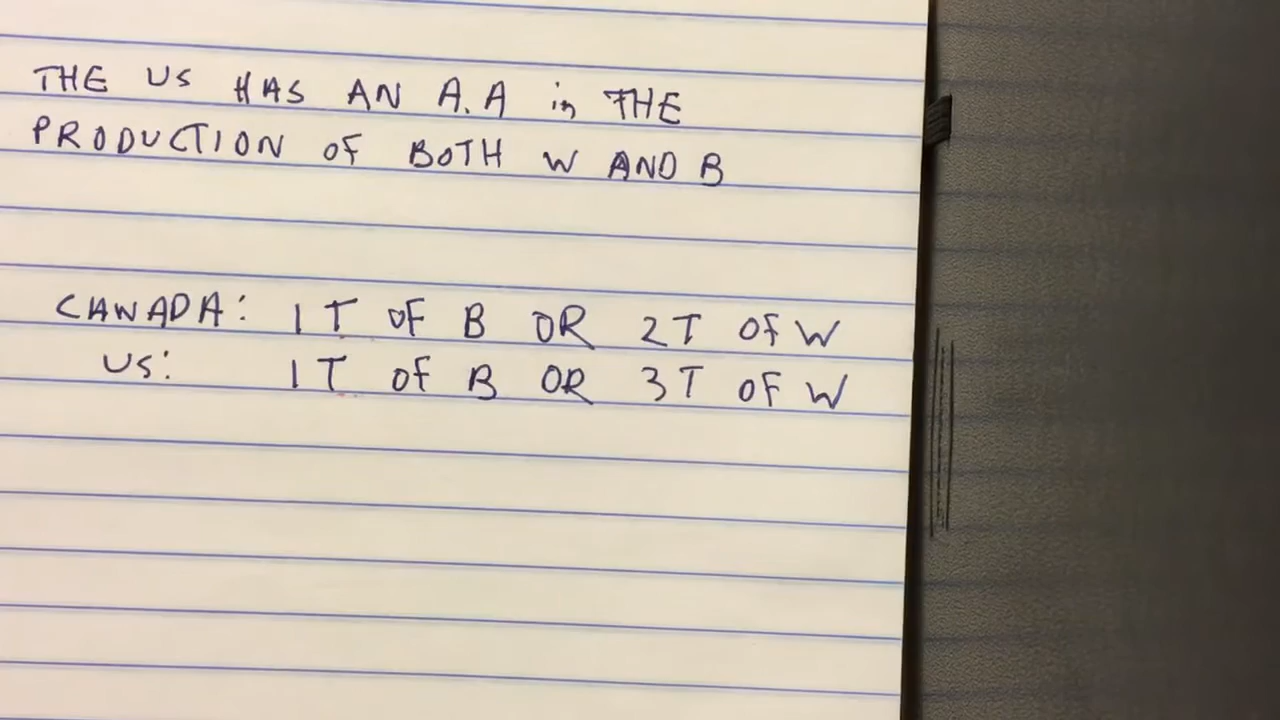 THE US HAS AN A.A in THE
PRODUCTION OF BOTH W AND B
CANADA: 1T OF B OR 2T OF W
US: 1T OF B OR 3T OF W